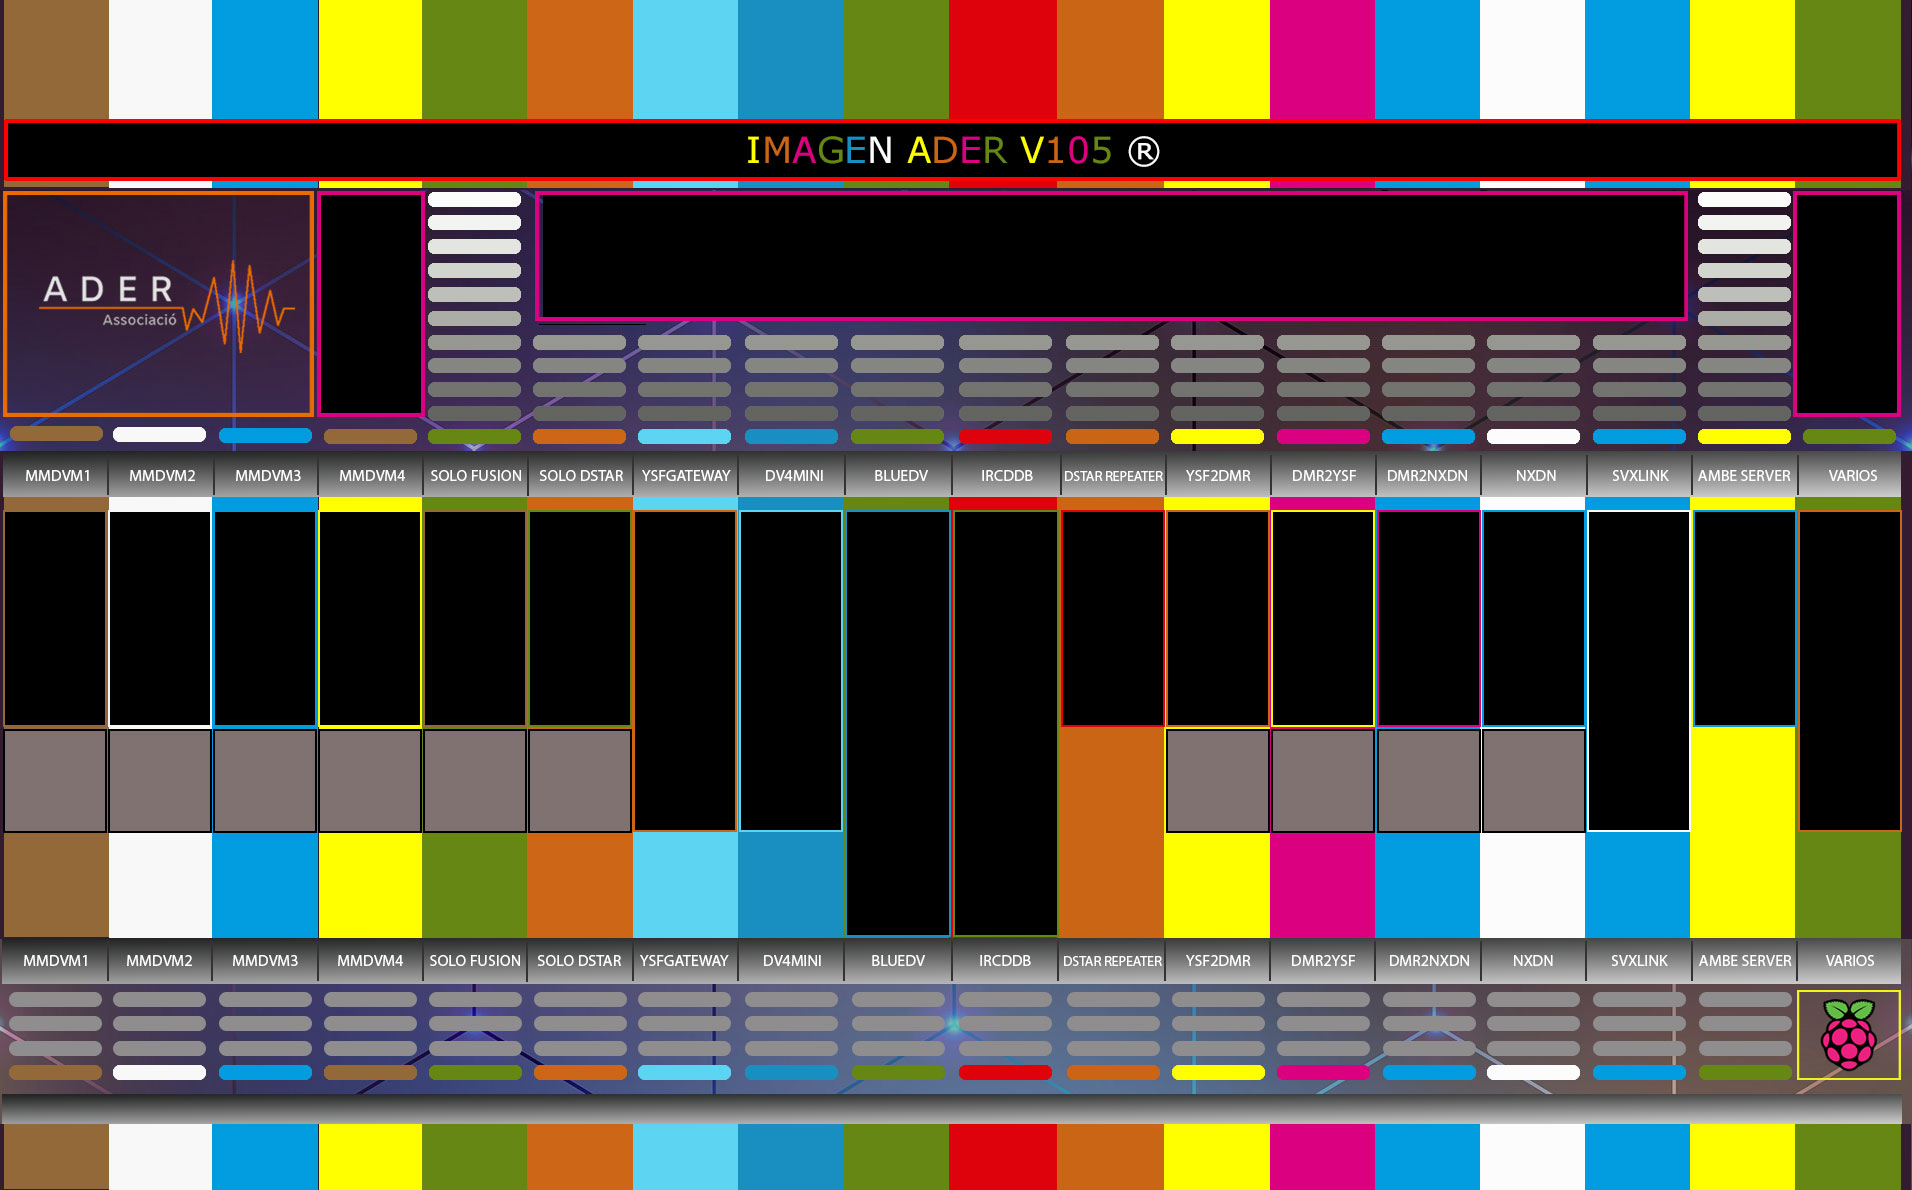 IMAGEN ADER V105 ®
ADER
Associació
MMDVM1 MMDVM2 MMDVM3 MMDVM4 SOLO FUSION SOLO DSTAR YSFGATEWAY DV4MINI BLUEDV IRCDDB DSTAR REPEATER YSF2DMR DMR2YSF DMR2NXDN NXDN SVXLINK AMBE SERVER VARIOS
MMDVM1 MMDVM2 MMDVM3 MMDVM4 SOLO FUSION SOLO DSTAR YSFGATEWAY DV4MINI BLUEDV IRCDDB DSTAR REPEATER YSF2DMR DMR2YSF DMR2NXDN NXDN SVXLINK AMBE SERVER VARIOS